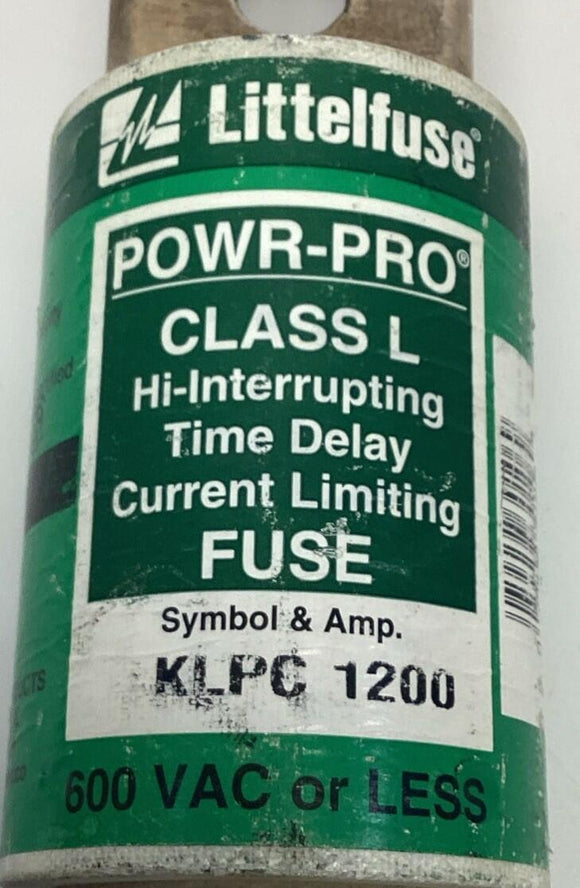 Littelfuse®
POWR-PRO®
CLASS L
Hi-Interrupting
Time Delay
Current Limiting
FUSE
Symbol & Amp.
KLPC 1200
600 VAC or LESS